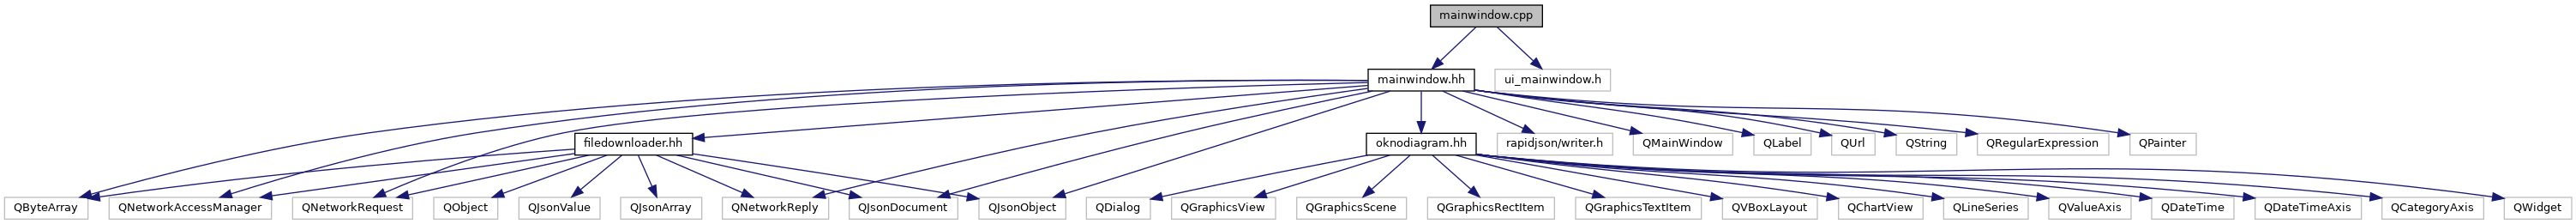 mainwindow.cpp
mainwindow.hh
ui_mainwindow.h
filedownloader.hh
oknodiagram.hh
rapidjson/writer.h
QMainWindow
QLabel
QUrl
QString
QRegularExpression
QPainter
QByteArray
QNetworkAccessManager
QNetworkRequest
QObject
QJsonValue
QJsonArray
QNetworkReply
QJsonDocument
QJsonObject
QDialog
QGraphicsView
QGraphicsScene
QGraphicsRectItem
QGraphicsTextItem
QVBoxLayout
QChartView
QLineSeries
QValueAxis
QDateTime
QDateTimeAxis
QCategoryAxis
QWidget